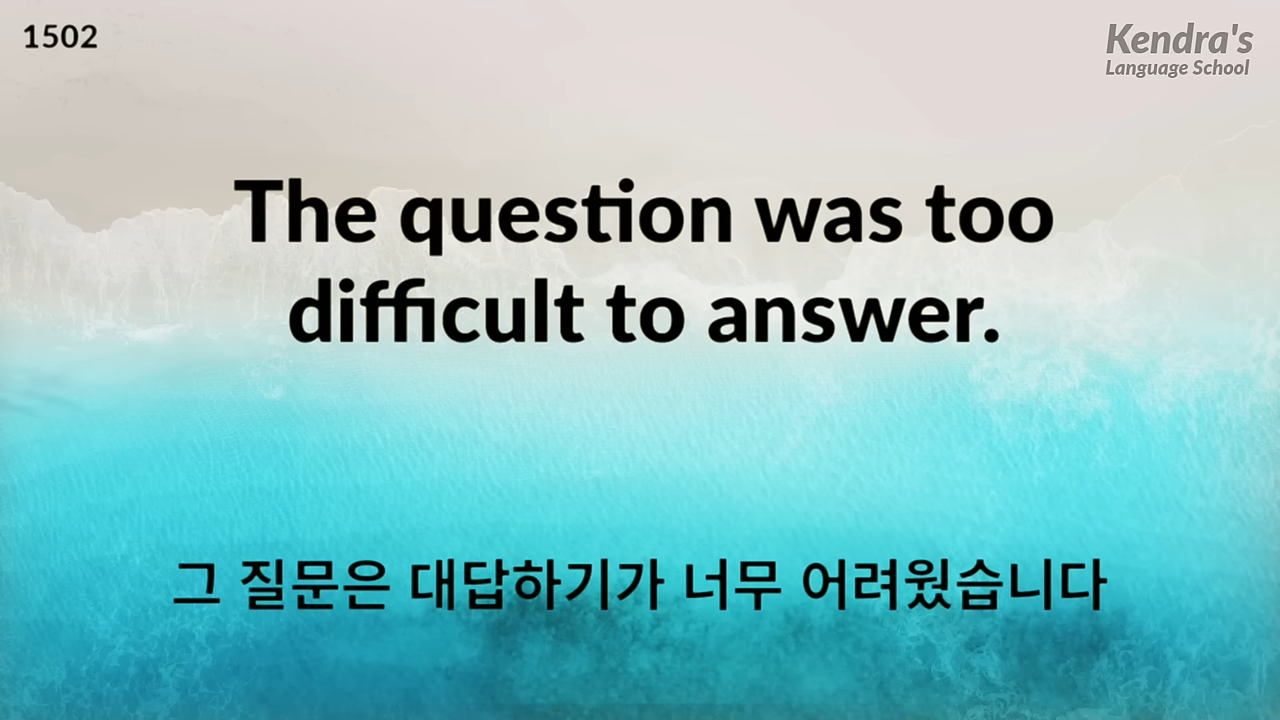 1502
Kendra's
Language School
The question was too
difficult to answer.
그 질문은 대답하기가 너무 어려웠습니다